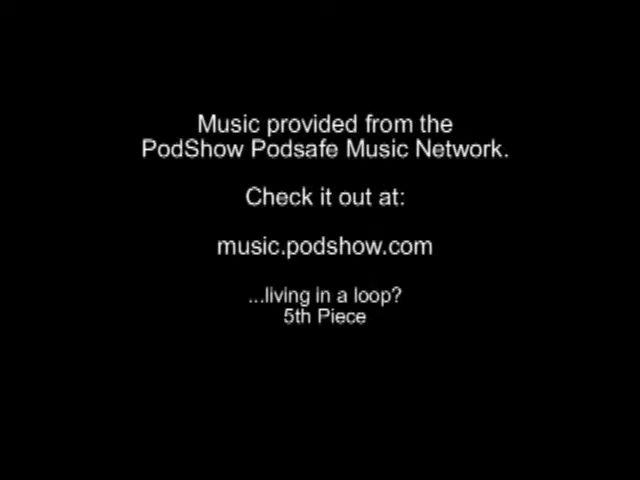 Music provided from the
PodShow Podsafe Music Network.
Check it out at:
music.podshow.com
...living in a loop?
5th Piece